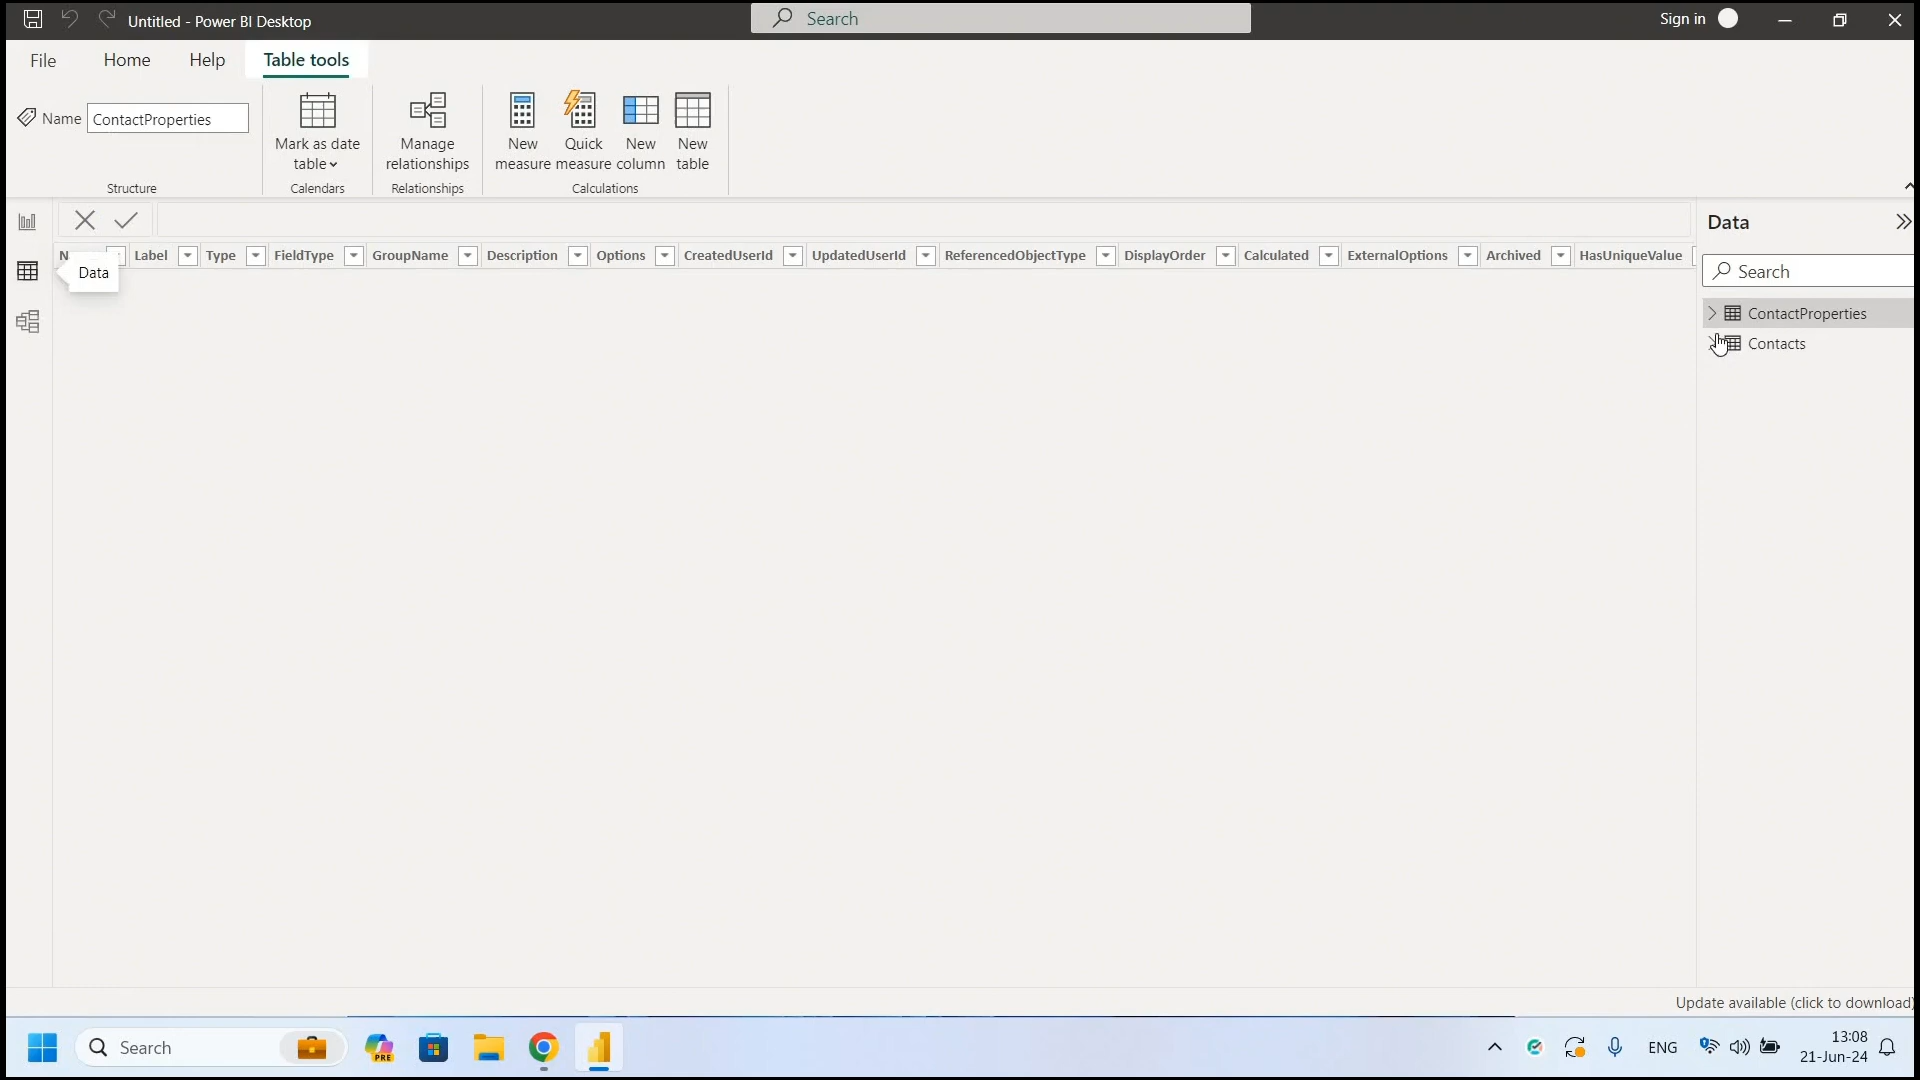 Untitled - Power BI Desktop
Search
Sign in
File
Home
Help
Table tools
Name
ContactProperties
Mark as date
table
Manage
relationships
New
measure
Quick
measure
New
column
New
table
Structure
Calendars
Relationships
Calculations
Label
Type
FieldType
GroupName
Description
Options
CreatedUserId
UpdatedUserId
ReferencedObjectType
DisplayOrder
Calculated
ExternalOptions
Archived
HasUniqueValue
Data
Data
Search
ContactProperties
Contacts
Update available (click to download)
Search
PRE
ENG
13:08
21-Jun-24